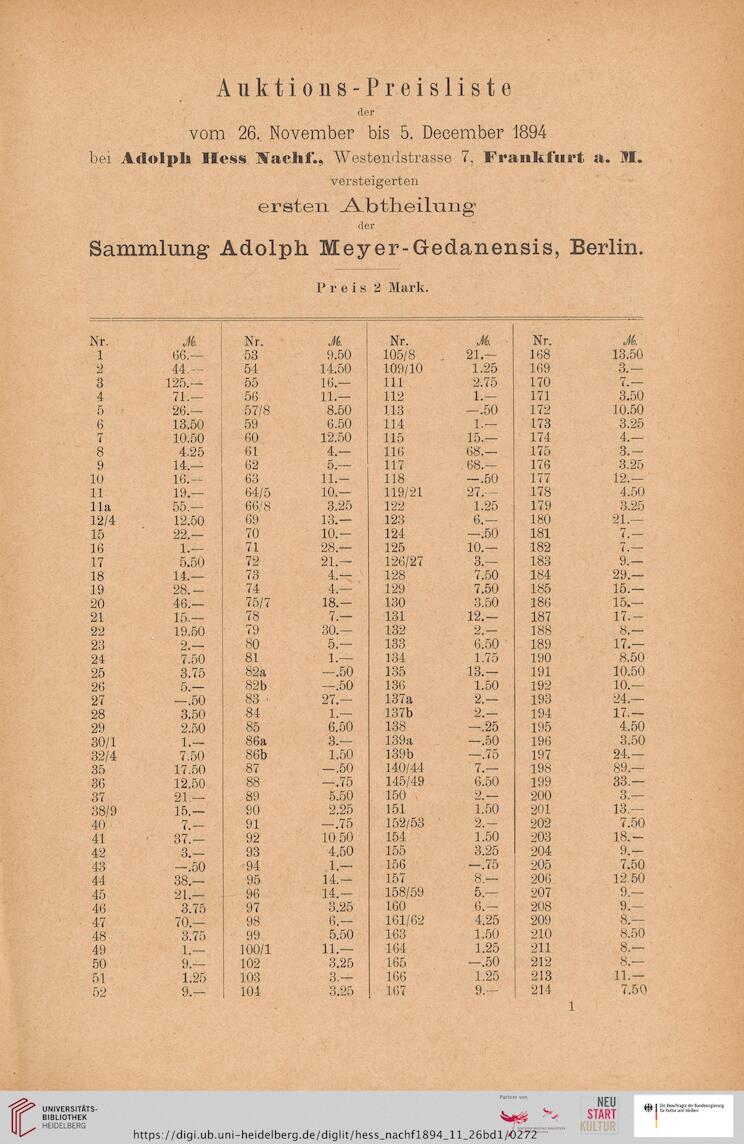 Auktions-Preisliste
der
vom 26. November bis 5. December 1894
bei Adolph Hess Nachf., Westendstrasse 7, Frankfurt a. M.
versteigerten
ersten Abtheilung
der
Sammlung Adolph Meyer-Gedanensis, Berlin.
Preis 2 Mark.
Nr. M. Nr. M. Nr. M. Nr. M.
1 66.— 53 9.50 105/8 21.— 168 13.50
2 44.— 54 14.50 109/10 1.25 169 3.—
3 125.— 55 16.— 111 2.75 170 7.—
4 71.— 56 11.— 112 1.— 171 3.50
5 26.— 57/8 8.50 113 —.50 172 10.50
6 13.50 59 6.50 114 1.— 173 3.25
7 10.50 60 12.50 115 15.— 174 4.—
8 4.25 61 4.— 116 68.— 175 3.—
9 14.— 62 5.— 117 68.— 176 3.25
10 16.— 63 11.— 118 —.50 177 12.—
11 19.— 64/5 10.— 119/21 27.— 178 4.50
11a 55.— 66/8 3.25 122 1.25 179 3.25
12/4 12.50 69 13.— 123 6.— 180 21.—
15 22.— 70 10.— 124 —.50 181 7.—
16 1.— 71 28.— 125 10.— 182 7.—
17 5.50 72 21.— 126/27 3.— 183 9.—
18 14.— 73 4.— 128 7.50 184 29.—
19 28.— 74 4.— 129 7.50 185 15.—
20 46.— 75/7 18.— 130 3.50 186 15.—
21 15.— 78 7.— 131 12.— 187 17.—
22 19.50 79 30.— 132 2.— 188 8.—
23 2.— 80 5.— 133 6.50 189 17.—
24 7.50 81 1.— 134 1.75 190 8.50
25 3.75 82a —.50 135 13.— 191 10.50
26 5.— 82b —.50 136 1.50 192 10.—
27 —.50 83 27.— 137a 2.— 193 24.—
28 3.50 84 1.— 137b 2.— 194 17.—
29 2.50 85 6.50 138 —.25 195 4.50
30/1 1.— 86a 3.— 139a —.50 196 3.50
32/4 7.50 86b 1.50 139b —.75 197 24.—
35 17.50 87 —.50 140/44 7.— 198 89.—
36 12.50 88 —.75 145/49 6.50 199 33.—
37 21.— 89 5.50 150 2.— 200 3.—
38/9 15.— 90 2.25 151 1.50 201 13.—
40 7.— 91 —.75 152/53 2.— 202 7.50
41 37.— 92 10 50 154 1.50 203 18.—
42 3.— 93 4.50 155 3.25 204 9.—
43 —.50 94 1.— 156 —.75 205 7.50
44 38.— 95 14.— 157 8.— 206 12.50
45 21.— 96 14.— 158/59 5.— 207 9.—
46 3.75 97 3.25 160 6.— 208 9.—
47 70.— 98 6.— 161/62 4.25 209 8.—
48 3.75 99 5.50 163 1.50 210 8.50
49 1.— 100/1 11.— 164 1.25 211 8.—
50 9.— 102 3.25 165 —.50 212 8.—
51 1.25 103 3.— 166 1.25 213 11.—
52 9.— 104 3.25 167 9.— 214 7.50
1
UNIVERSITÄTS-
BIBLIOTHEK
HEIDELBERG
https://digi.ub.uni-heidelberg.de/diglit/hess_nachf1894_11_26bd1/0272
Partner von
NEU
START
KULTUR
Die Beauftragte der Bundesregierung
für Kultur und Medien